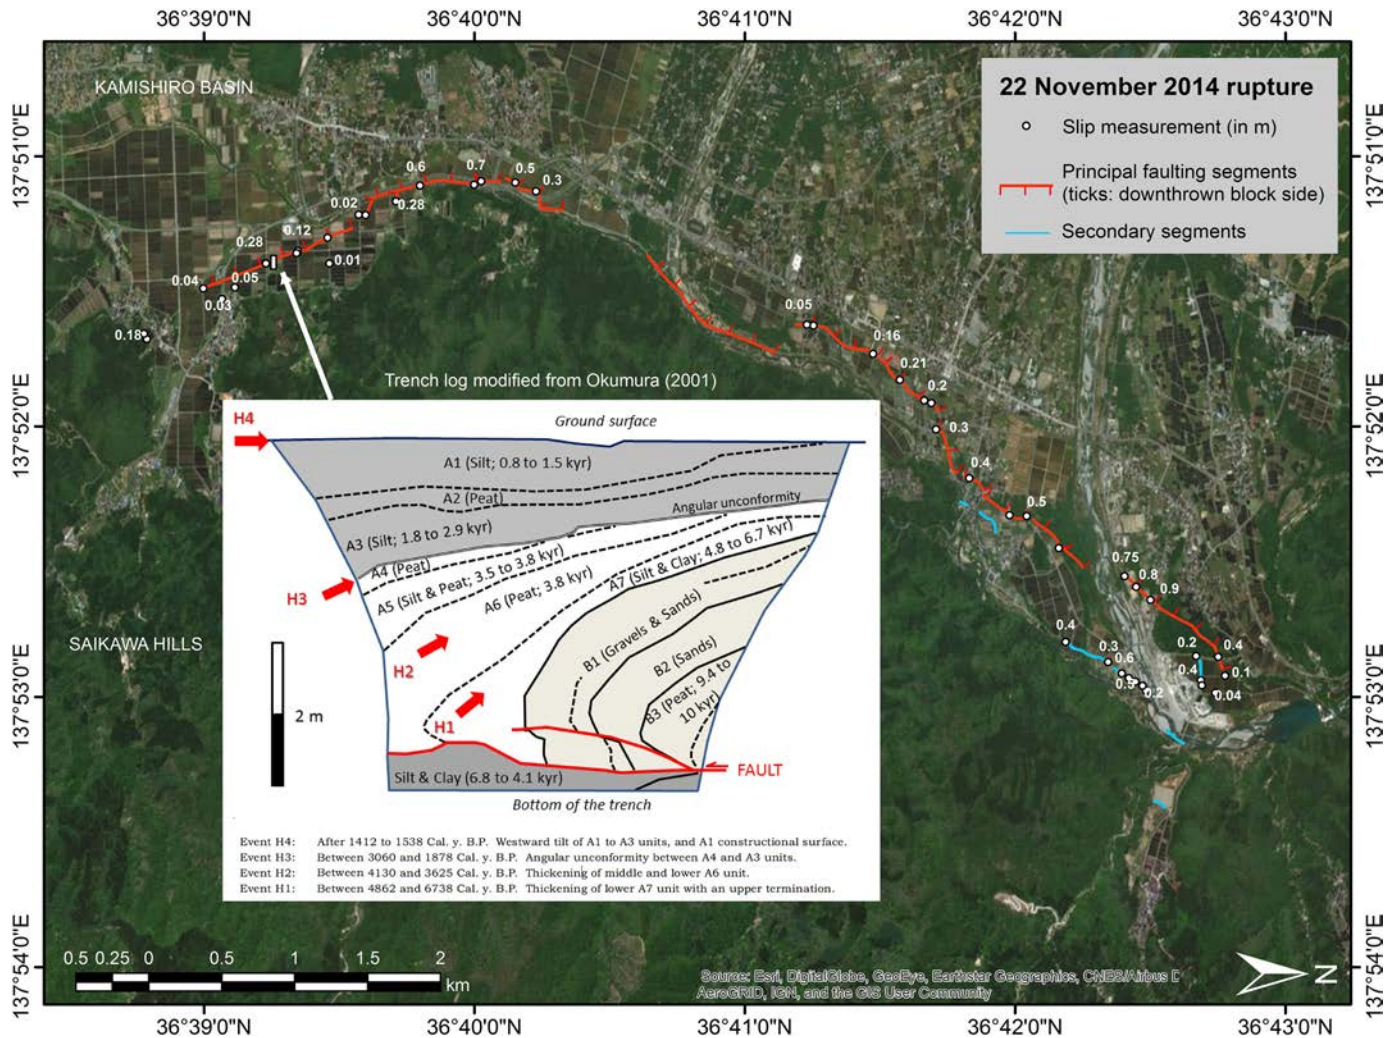 36°39'0"N 36°40'0"N 36°41'0"N 36°42'0"N 36°43'0"N
137°51'0"E
137°52'0"E
137°53'0"E
137°54'0"E
KAMISHIRO BASIN
22 November 2014 rupture
Slip measurement (in m)
Principal faulting segments
(ticks: downthrown block side)
Secondary segments
137°51'0"E
137°52'0"E
137°53'0"E
137°54'0"E
0.6
0.7
0.5
0.3
0.02
0.28
0.12
0.28
0.01
0.04
0.05
0.03
0.18
0.05
0.16
0.21
0.2
0.3
0.4
0.5
0.75
0.8
0.9
0.4
0.3
0.6
0.5
0.2
0.2
0.4
0.4
0.1
0.04
SAIKAWA HILLS
Trench log modified from Okumura (2001)
H4
Ground surface
A1 (Silt; 0.8 to 1.5 kyr)
A2 (Peat)
Angular unconformity
A3 (Silt; 1.8 to 2.9 kyr)
A4 (Peat)
A5 (Silt & Peat; 3.5 to 3.8 kyr)
A6 (Peat; 3.8 kyr)
A7 (Silt & Clay; 4.8 to 6.7 kyr)
H3
H2
H1
B1 (Gravels & Sands)
B2 (Sands)
B3 (Peat; 9.4 to
10 kyr)
2 m
FAULT
Silt & Clay (6.8 to 4.1 kyr)
Bottom of the trench
Event H4: After 1412 to 1538 Cal. y. B.P. Westward tilt of A1 to A3 units, and A1 constructional surface.
Event H3: Between 3060 and 1878 Cal. y. B.P. Angular unconformity between A4 and A3 units.
Event H2: Between 4130 and 3625 Cal. y. B.P. Thickening of middle and lower A6 unit.
Event H1: Between 4862 and 6738 Cal. y. B.P. Thickening of lower A7 unit with an upper termination.
0.5 0.25 0 0.5 1 1.5 2
km
Source: Esri, DigitalGlobe, GeoEye, Earthstar Geographics, CNES/Airbus D
AeroGRID, IGN, and the GIS User Community
N
36°39'0"N 36°40'0"N 36°41'0"N 36°42'0"N 36°43'0"N